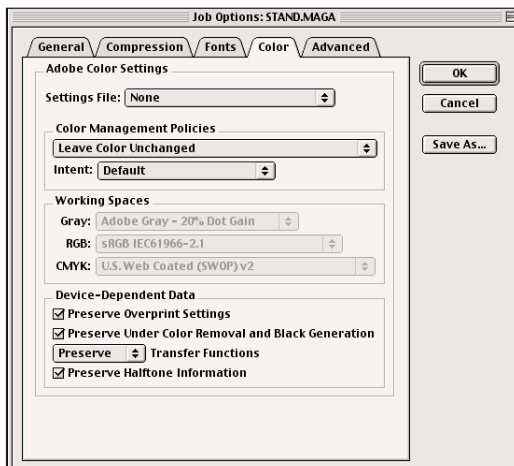 Job Options: STAND.MAGA
General Compression Fonts Color Advanced
Adobe Color Settings
Settings File: None
Color Management Policies
Leave Color Unchanged
Intent: Default
Working Spaces
Gray: Adobe Gray - 20% Dot Gain
RGB: sRGB IEC61966-2.1
CMYK: U.S. Web Coated (SWOP) v2
Device-Dependent Data
Preserve Overprint Settings
Preserve Under Color Removal and Black Generation
Preserve Transfer Functions
Preserve Halftone Information
OK
Cancel
Save As...